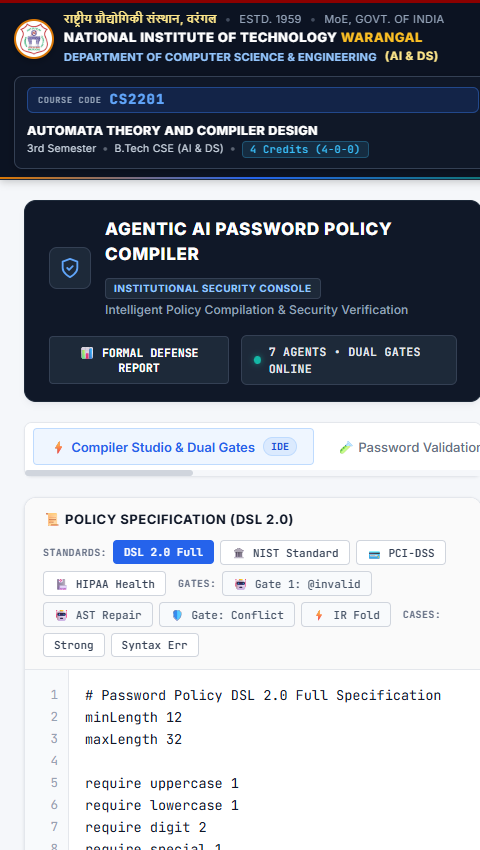 राष्ट्रीय प्रौद्योगिकी संस्थान, वरंगल • ESTD. 1959 • MoE, GOVT. OF INDIA
NATIONAL INSTITUTE OF TECHNOLOGY WARANGAL
DEPARTMENT OF COMPUTER SCIENCE & ENGINEERING (AI & DS)
COURSE CODE CS2201
AUTOMATA THEORY AND COMPILER DESIGN
3rd Semester • B.Tech CSE (AI & DS) • 4 Credits (4-0-0)
AGENTIC AI PASSWORD POLICY
COMPILER
INSTITUTIONAL SECURITY CONSOLE
Intelligent Policy Compilation & Security Verification
FORMAL DEFENSE
REPORT
7 AGENTS • DUAL GATES
ONLINE
Compiler Studio & Dual Gates IDE
Password Validation
POLICY SPECIFICATION (DSL 2.0)
STANDARDS: DSL 2.0 Full NIST Standard PCI-DSS
HIPAA Health GATES: Gate 1: @invalid
AST Repair Gate: Conflict IR Fold CASES:
Strong Syntax Err
1 # Password Policy DSL 2.0 Full Specification
2 minLength 12
3 maxLength 32
4
5 require uppercase 1
6 require lowercase 1
7 require digit 2
8 require special 1